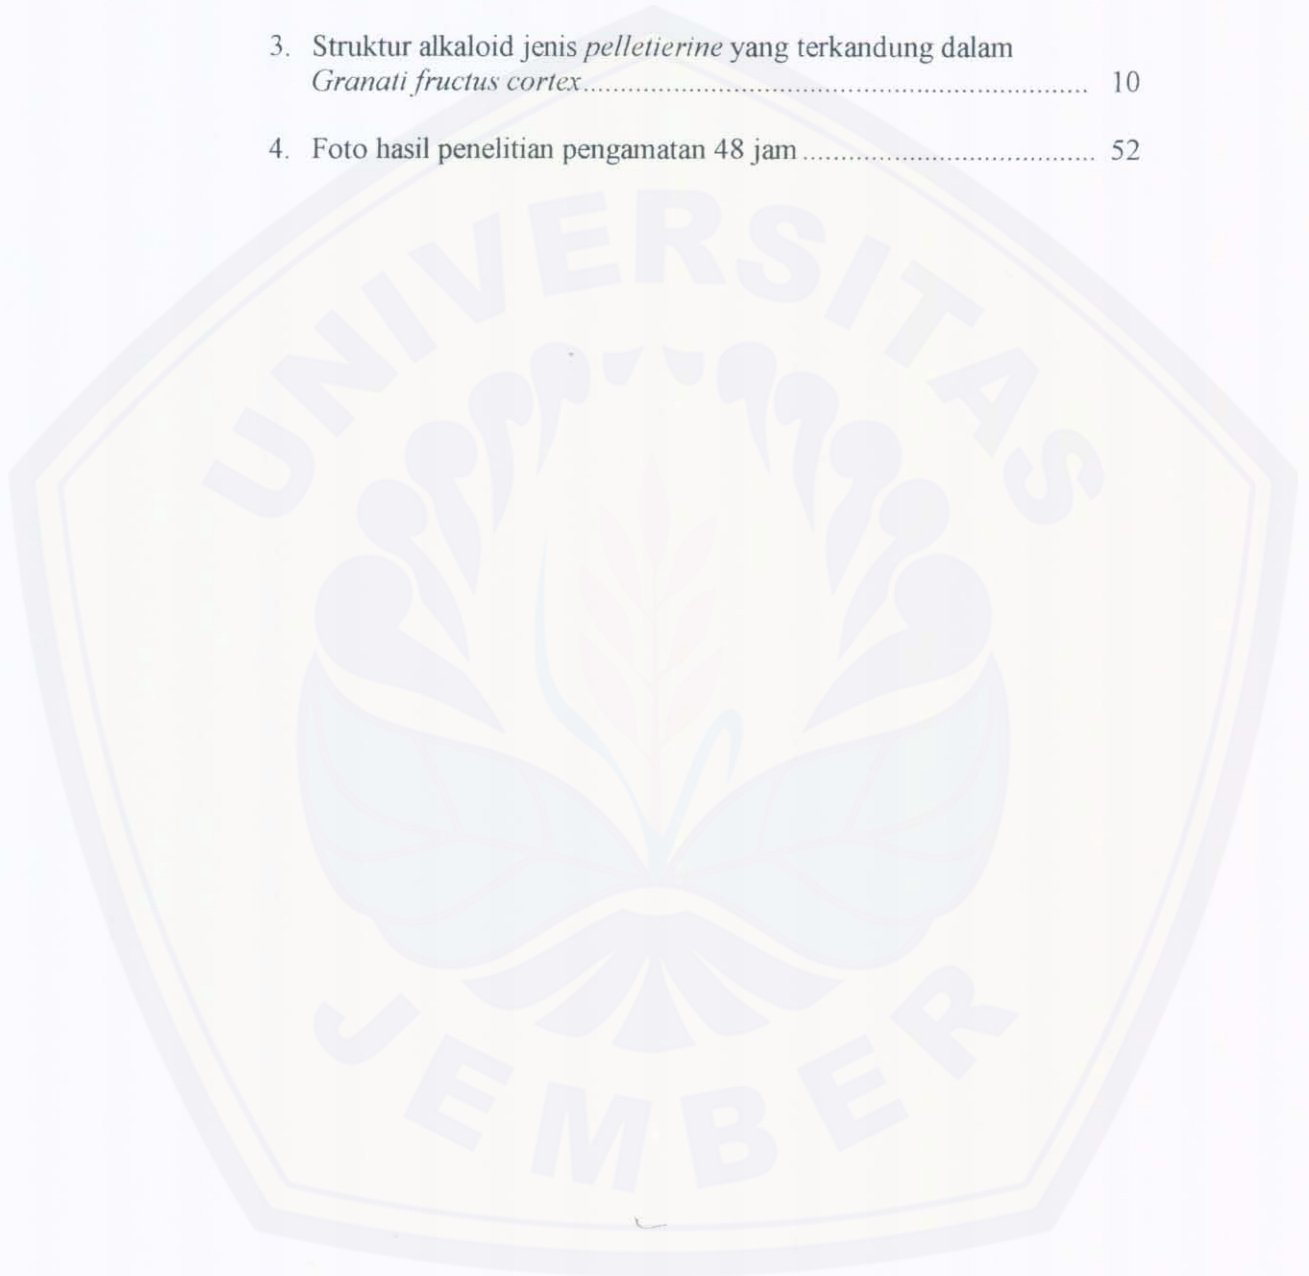 3. Struktur alkaloid jenis pelletierine yang terkandung dalam
Granati fructus cortex.................................................................. 10
4. Foto hasil penelitian pengamatan 48 jam...................................... 52
UNIVERSITAS
JEMBER